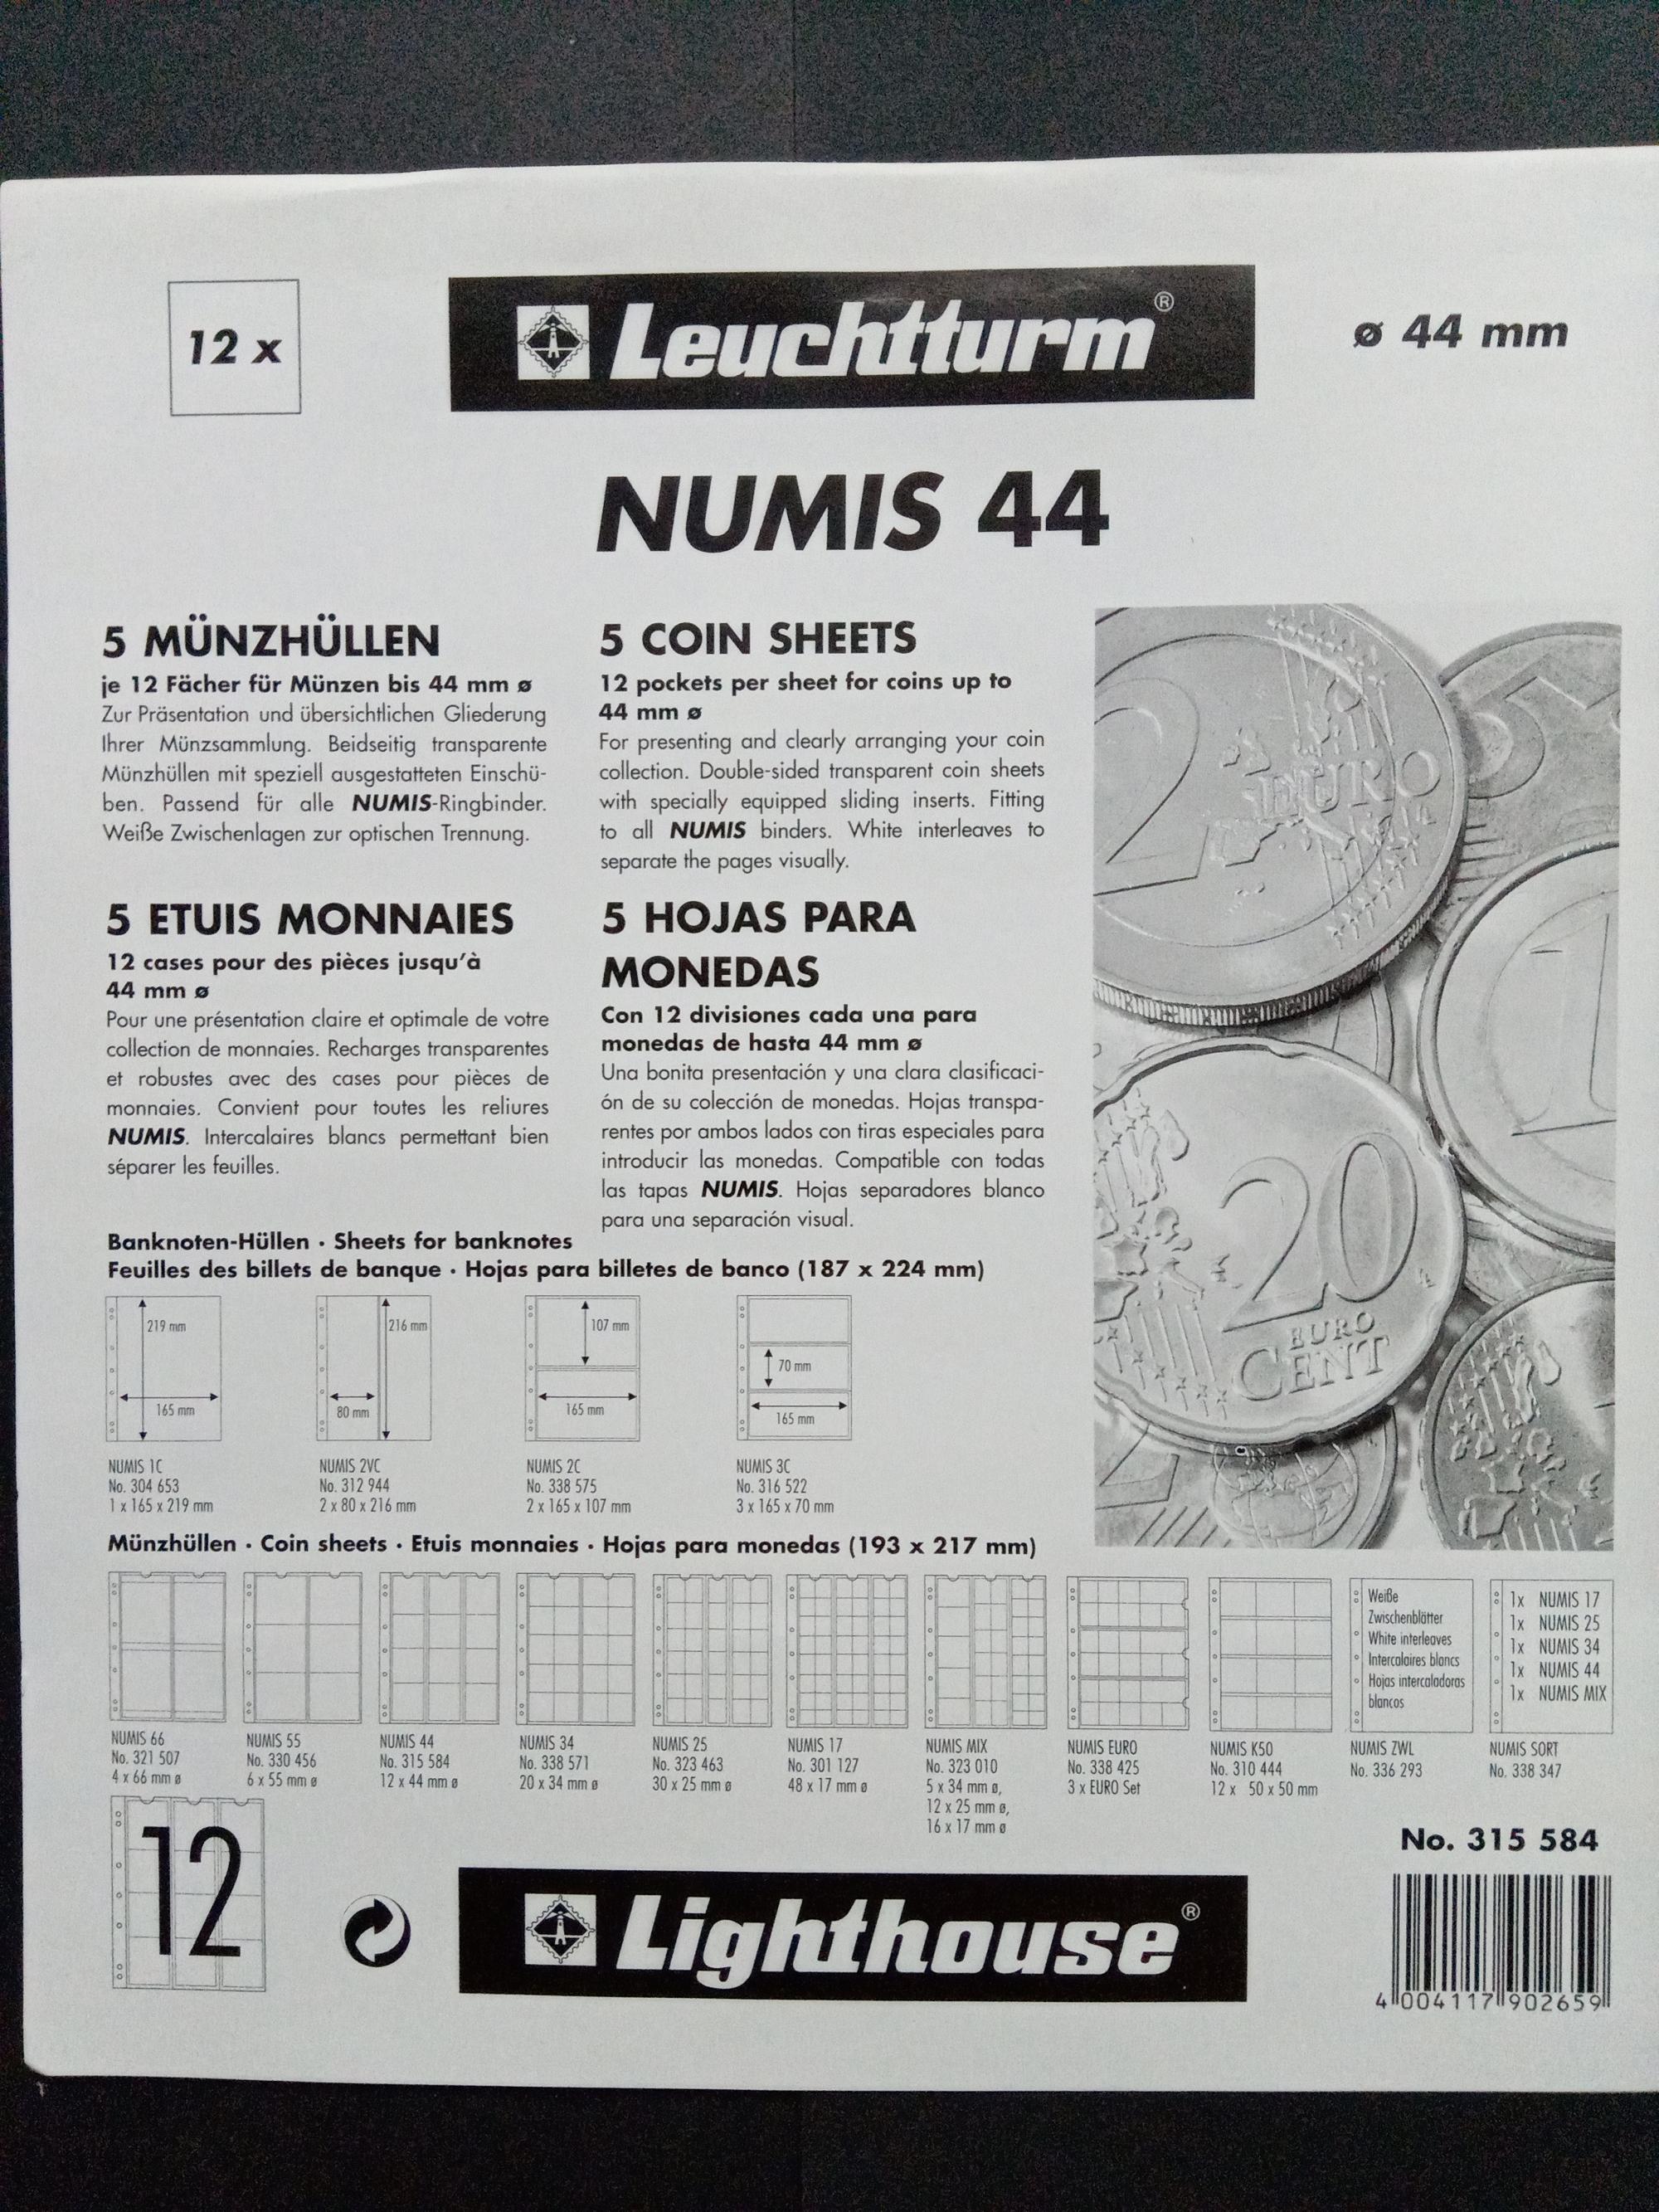 12 x
Leuchtturm®
ø 44 mm
NUMIS 44
5 MÜNZHÜLLEN
je 12 Fächer für Münzen bis 44 mm ø
Zur Präsentation und übersichtlichen Gliederung
Ihrer Münzsammlung. Beidseitig transparente
Münzhüllen mit speziell ausgestatteten Einschü-
ben. Passend für alle NUMIS-Ringbinder.
Weiße Zwischenlagen zur optischen Trennung.
5 COIN SHEETS
12 pockets per sheet for coins up to
44 mm ø
For presenting and clearly arranging your coin
collection. Double-sided transparent coin sheets
with specially equipped sliding inserts. Fitting
to all NUMIS binders. White interleaves to
separate the pages visually.
5 ETUIS MONNAIES
12 cases pour des pièces jusqu'à
44 mm ø
Pour une présentation claire et optimale de votre
collection de monnaies. Recharges transparentes
et robustes avec des cases pour pièces de
monnaies. Convient pour toutes les reliures
NUMIS. Intercalaires blancs permettant bien
séparer les feuilles.
5 HOJAS PARA
MONEDAS
Con 12 divisiones cada una para
monedas de hasta 44 mm ø
Una bonita presentación y una clara clasificaci-
ón de su colección de monedas. Hojas transpa-
rentes por ambos lados con tiras especiales para
introducir las monedas. Compatible con todas
las tapas NUMIS. Hojas separadores blanco
para una separación visual.
2 EURO
5
1
20
EURO
CENT
2
Banknoten-Hüllen · Sheets for banknotes
Feuilles des billets de banque · Hojas para billetes de banco (187 x 224 mm)
219 mm
165 mm
216 mm
80 mm
107 mm
165 mm
70 mm
165 mm
NUMIS 1C
No. 304 653
1 x 165 x 219 mm
NUMIS 2VC
No. 312 944
2 x 80 x 216 mm
NUMIS 2C
No. 338 575
2 x 165 x 107 mm
NUMIS 3C
No. 316 522
3 x 165 x 70 mm
Münzhüllen · Coin sheets · Etuis monnaies · Hojas para monedas (193 x 217 mm)
Weiße
Zwischenblätter
White interleaves
Intercalaires blancs
Hojas intercaladoras
blancos
1x NUMIS 17
1x NUMIS 25
1x NUMIS 34
1x NUMIS 44
1x NUMIS MIX
NUMIS 66
No. 321 507
4 x 66 mm ø
NUMIS 55
No. 330 456
6 x 55 mm ø
NUMIS 44
No. 315 584
12 x 44 mm ø
NUMIS 34
No. 338 571
20 x 34 mm ø
NUMIS 25
No. 323 463
30 x 25 mm ø
NUMIS 17
No. 301 127
48 x 17 mm ø
NUMIS MIX
No. 323 010
5 x 34 mm ø,
12 x 25 mm ø,
16 x 17 mm ø
NUMIS EURO
No. 338 425
3 x EURO Set
NUMIS K50
No. 310 444
12 x 50 x 50 mm
NUMIS ZWL
No. 336 293
NUMIS SORT
No. 338 347
12
Lighthouse®
No. 315 584
4 004117 902659